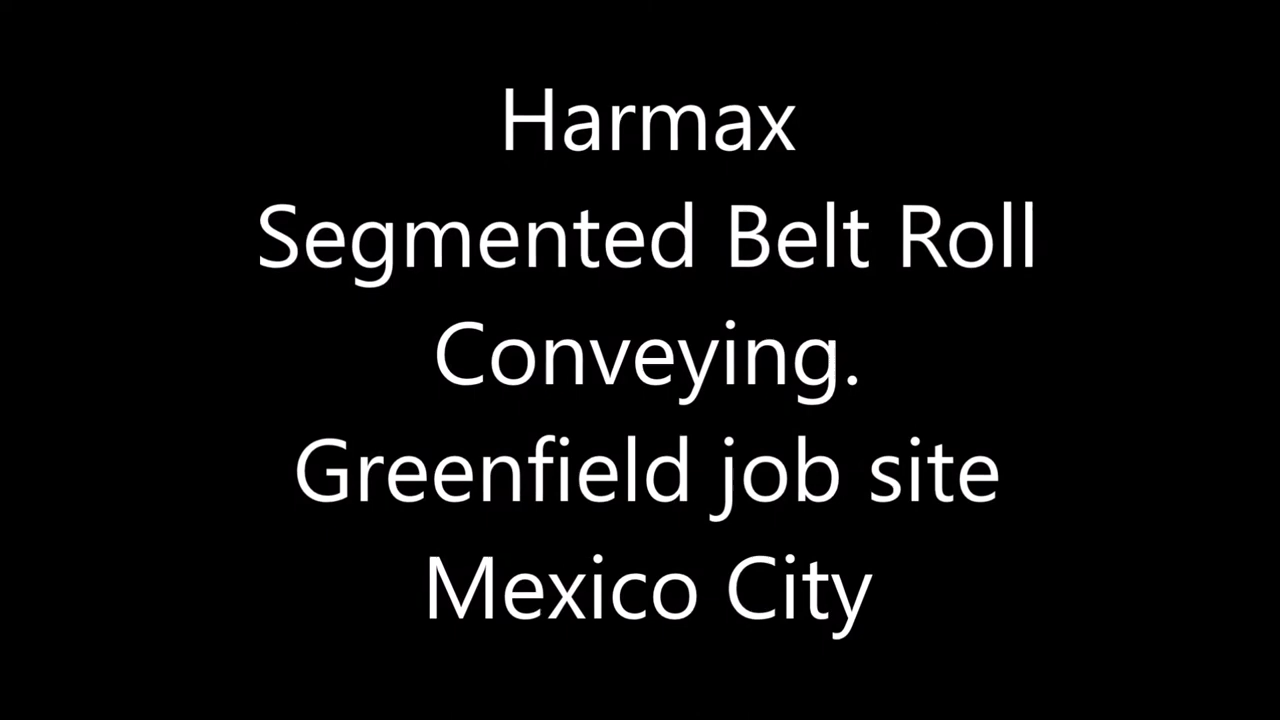 Harmax
Segmented Belt Roll
Conveying.
Greenfield job site
Mexico City